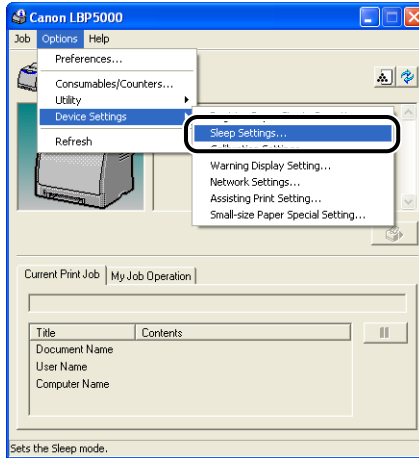 Canon LBP5000
Job Options Help
Preferences...
Consumables/Counters...
Utility
Device Settings
Refresh
Sleep Settings...
Warning Display Setting...
Network Settings...
Assisting Print Setting...
Small-size Paper Special Setting...
Current Print Job My Job Operation
Title Contents
Document Name
User Name
Computer Name
Sets the Sleep mode.